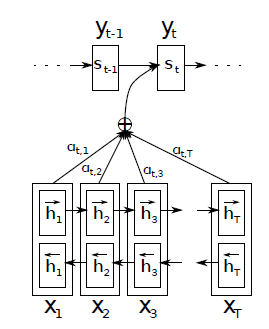 y_{t-1} y_t
. . . s_{t-1} s_t . . .
⊕
a_{t,1} a_{t,2} a_{t,3} a_{t,T}
\overrightarrow{h}_1 \overrightarrow{h}_2 \overrightarrow{h}_3 \overrightarrow{h}_T
\overleftarrow{h}_1 \overleftarrow{h}_2 \overleftarrow{h}_3 \overleftarrow{h}_T
x_1 x_2 x_3 x_T